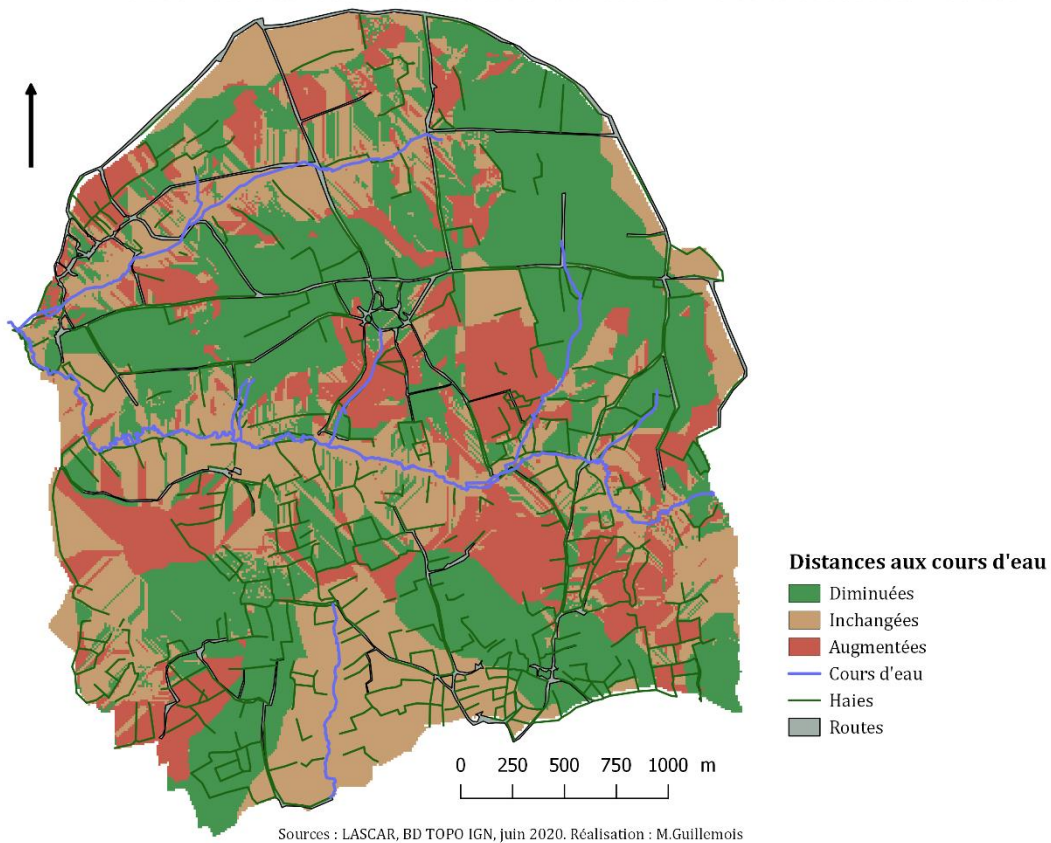 Distances aux cours d'eau
Diminuées
Inchangées
Augmentées
Cours d'eau
Haies
Routes
0 250 500 750 1000 m
Sources : LASCAR, BD TOPO IGN, juin 2020. Réalisation : M.Guillemois